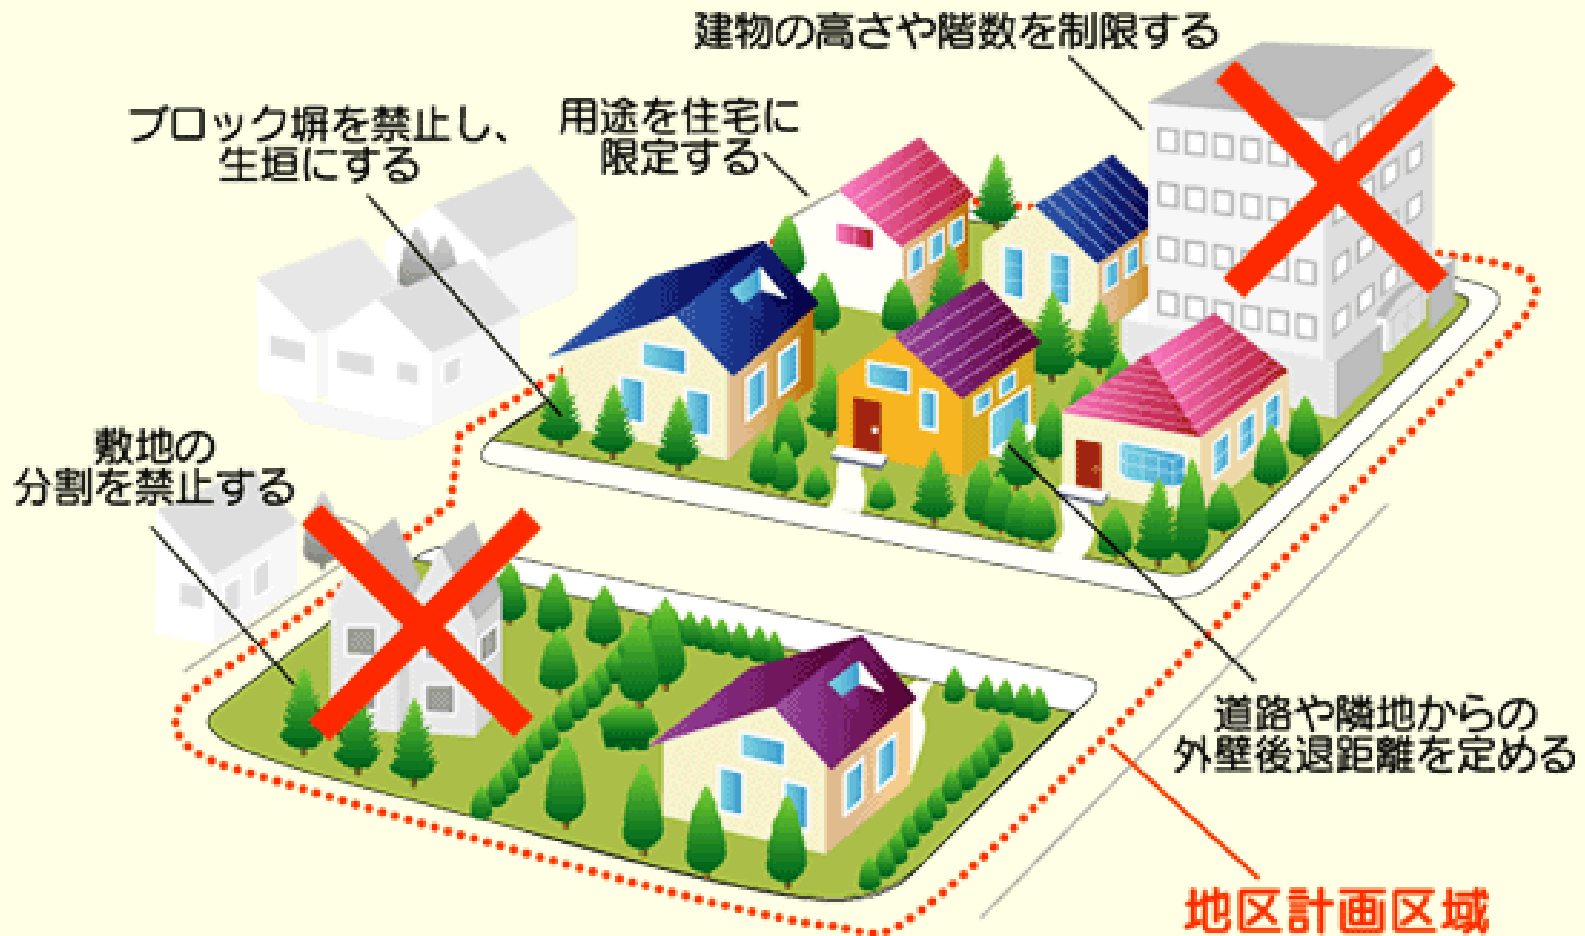 建物の高さや階数を制限する
ブロック塀を禁止し、
生垣にする
用途を住宅に
限定する
敷地の
分割を禁止する
道路や隣地からの
外壁後退距離を定める
地区計画区域